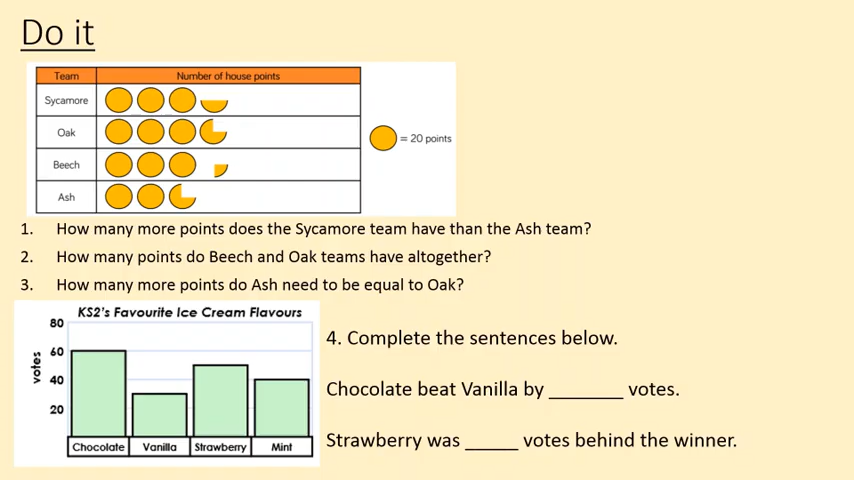 Do it
Team Number of house points
Sycamore
Oak
= 20 points
Beech
Ash
1. How many more points does the Sycamore team have than the Ash team?
2. How many points do Beech and Oak teams have altogether?
3. How many more points do Ash need to be equal to Oak?
KS2's Favourite Ice Cream Flavours
80
60
40
20
votes
Chocolate Vanilla Strawberry Mint
4. Complete the sentences below.
Chocolate beat Vanilla by _______ votes.
Strawberry was _____ votes behind the winner.